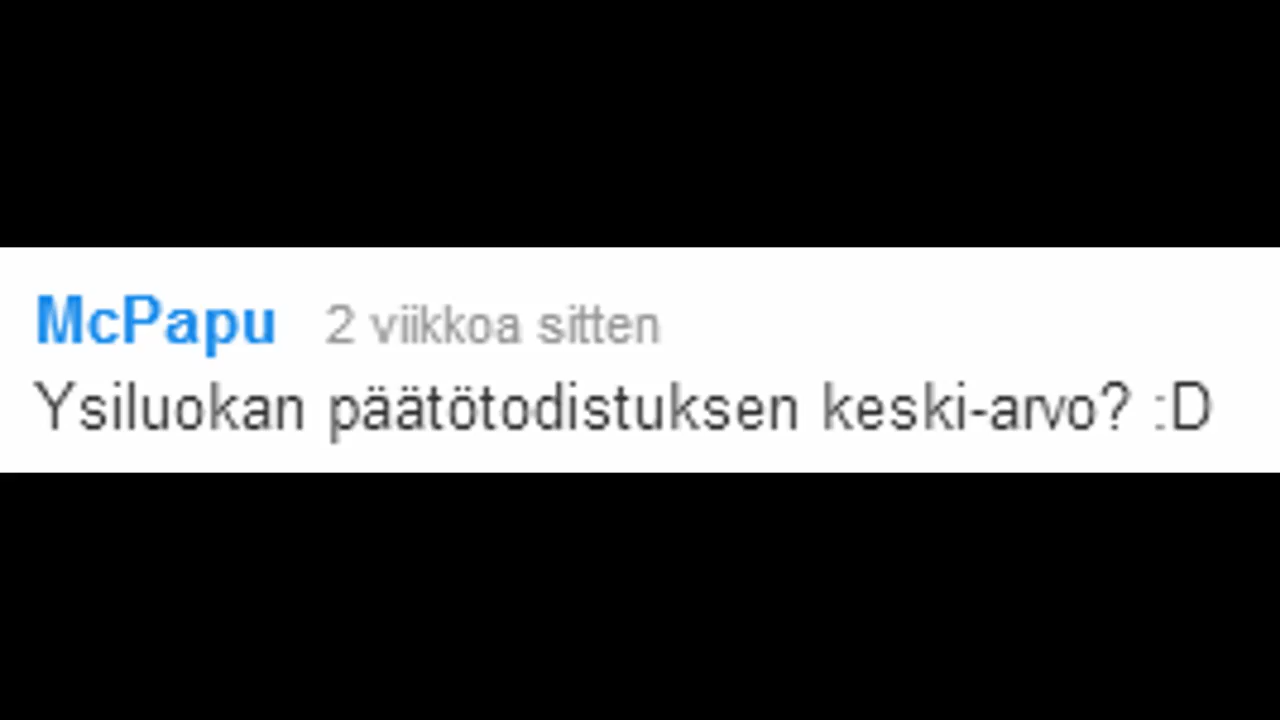 McPapu 2 viikkoa sitten
Ysiluokan päätötodistuksen keski-arvo? :D